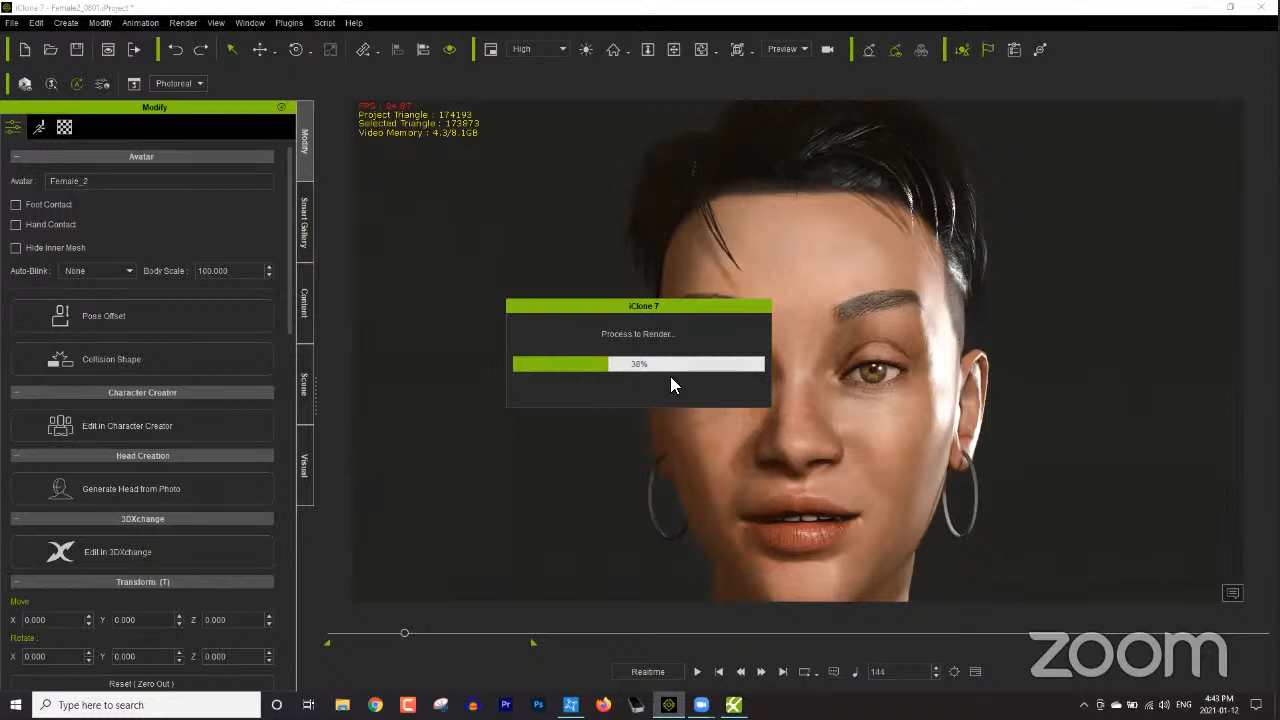 iClone 7 - Female2_0801.iProject *
File Edit Create Modify Animation Render View Window Plugins Script Help
High
Preview
Photoreal
Modify
FPS : 24.07
Project Triangle : 174193
Selected Triangle : 173873
Video Memory : 4.3/8.1GB
Avatar
Avatar : Female_2
Foot Contact
Hand Contact
Hide Inner Mesh
Auto-Blink : None Body Scale : 100.000
Pose Offset
Collision Shape
Character Creator
Edit in Character Creator
Head Creation
Generate Head from Photo
3DXchange
Edit in 3DXchange
Transform (T)
Move
X 0.000 Y 0.000 Z 0.000
Rotate :
X 0.000 Y 0.000 Z 0.000
Reset ( Zero Out )
Modify
Smart Gallery
Content
Scene
Visual
iClone 7
Process to Render...
38%
Realtime
144
zoom
Type here to search
ENG
4:43 PM
2021-01-12